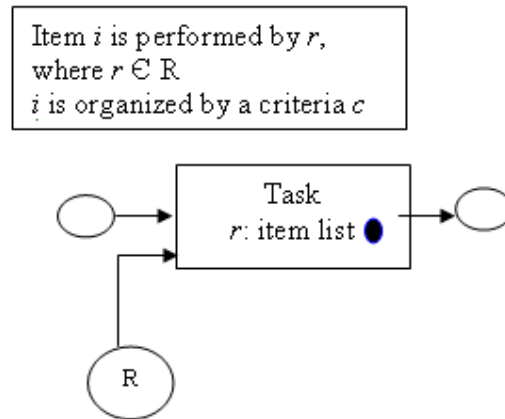 Item i is performed by r,
where r Є R
i is organized by a criteria c
Task
r: item list
R